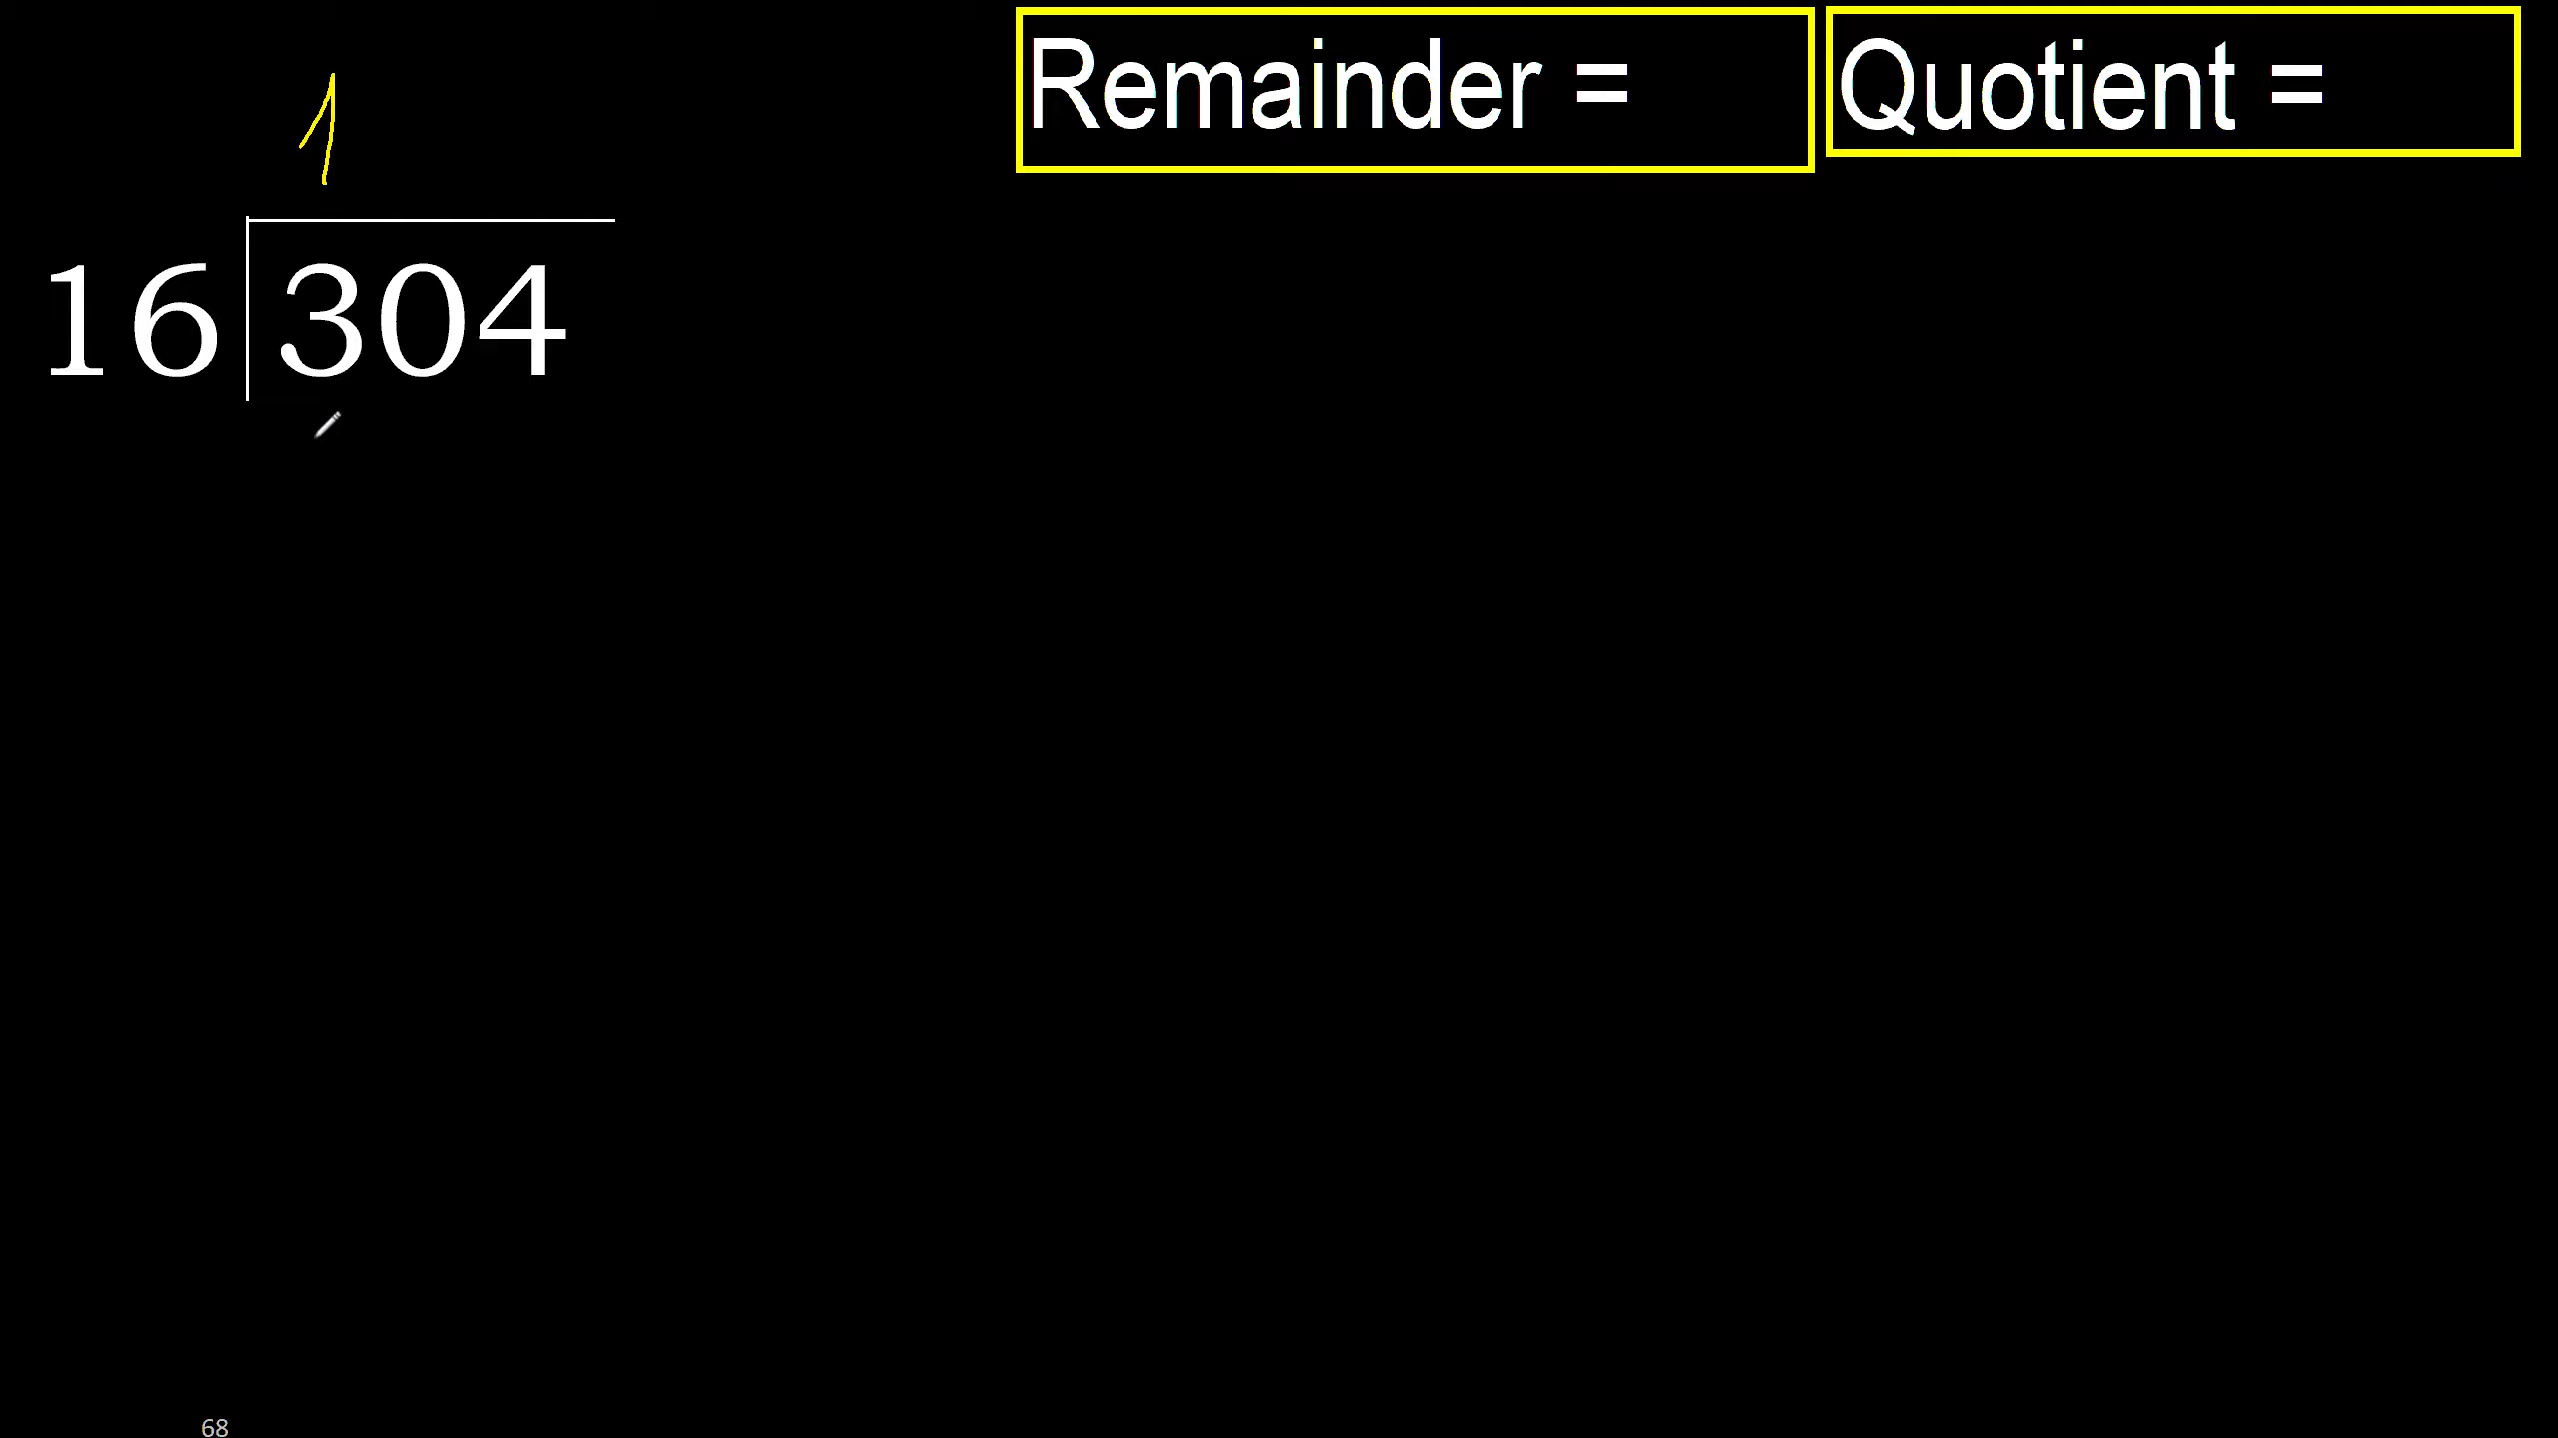 Remainder =
Quotient =
1
16 304
68